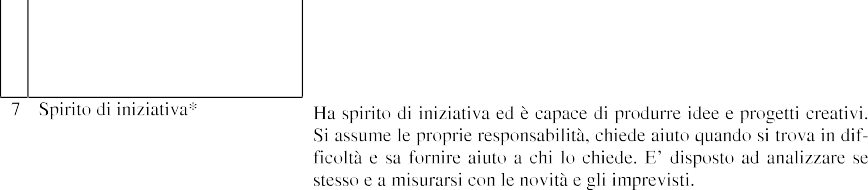 7 Spirito di iniziativa*
Ha spirito di iniziativa ed è capace di produrre idee e progetti creativi.
Si assume le proprie responsabilità, chiede aiuto quando si trova in dif-
ficoltà e sa fornire aiuto a chi lo chiede. E’ disposto ad analizzare se
stesso e a misurarsi con le novità e gli imprevisti.